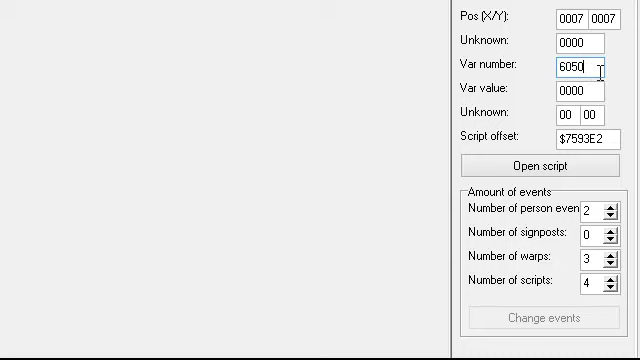 Pos (X/Y): 0007 0007
Unknown: 0000
Var number: 6050
Var value: 0000
Unknown: 00 00
Script offset: $7593E2
Open script
Amount of events
Number of person even 2
Number of signposts: 0
Number of warps: 3
Number of scripts: 4
Change events